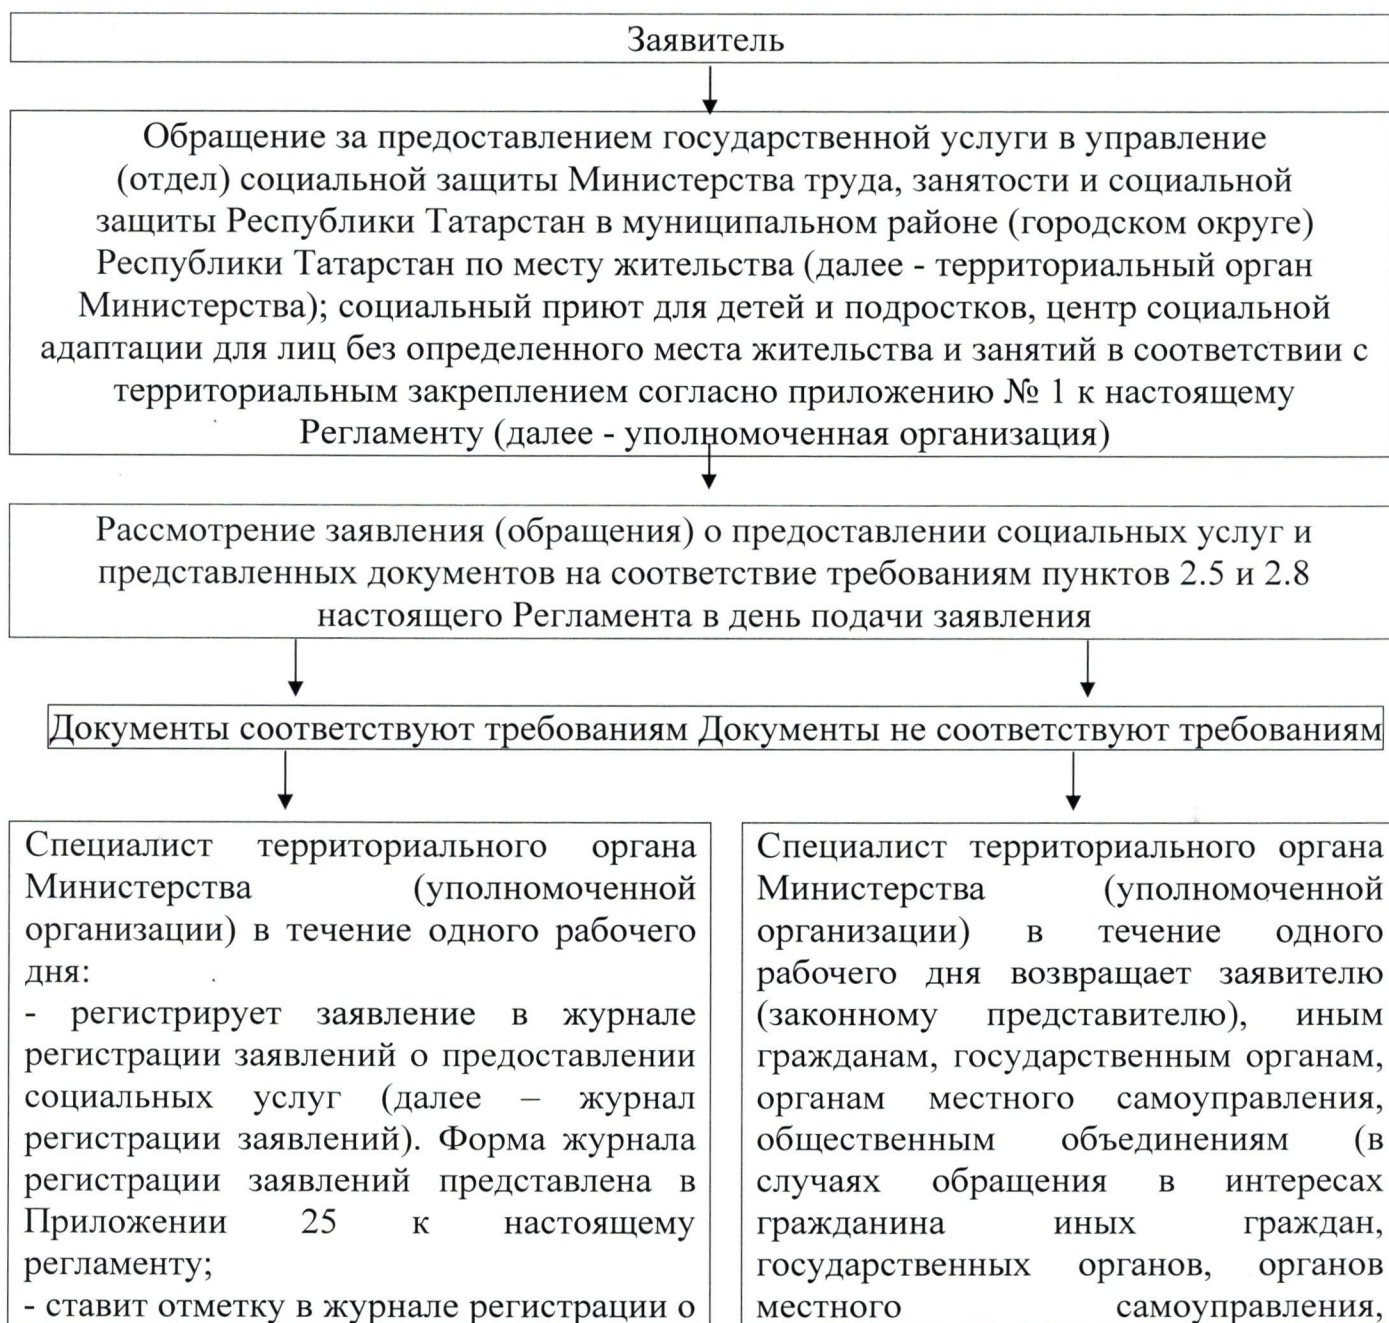 Заявитель
Обращение за предоставлением государственной услуги в управление
(отдел) социальной защиты Министерства труда, занятости и социальной
защиты Республики Татарстан в муниципальном районе (городском округе)
Республики Татарстан по месту жительства (далее - территориальный орган
Министерства); социальный приют для детей и подростков, центр социальной
адаптации для лиц без определенного места жительства и занятий в соответствии с
территориальным закреплением согласно приложению № 1 к настоящему
Регламенту (далее - уполномоченная организация)
Рассмотрение заявления (обращения) о предоставлении социальных услуг и
представленных документов на соответствие требованиям пунктов 2.5 и 2.8
настоящего Регламента в день подачи заявления
Документы соответствуют требованиям Документы не соответствуют требованиям
Специалист территориального органа
Министерства (уполномоченной
организации) в течение одного рабочего
дня:
- регистрирует заявление в журнале
регистрации заявлений о предоставлении
социальных услуг (далее – журнал
регистрации заявлений). Форма журнала
регистрации заявлений представлена в
Приложении 25 к настоящему
регламенту;
- ставит отметку в журнале регистрации о
Специалист территориального органа
Министерства (уполномоченной
организации) в течение одного
рабочего дня возвращает заявителю
(законному представителю), иным
гражданам, государственным органам,
органам местного самоуправления,
общественным объединениям (в
случаях обращения в интересах
гражданина иных граждан,
государственных органов, органов
местного самоуправления,